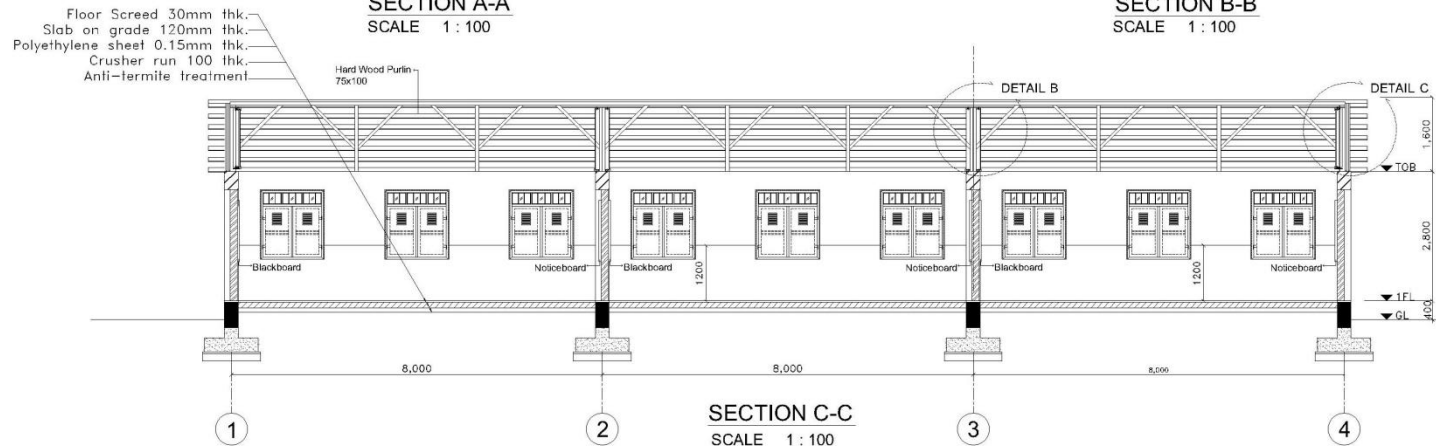 SECTION A-A
SCALE 1 : 100
SECTION B-B
SCALE 1 : 100
Floor Screed 30mm thk.
Slab on grade 120mm thk.
Polyethylene sheet 0.15mm thk.
Crusher run 100 thk.
Anti-termite treatment
Hard Wood Purlin
75x100
DETAIL B
DETAIL C
1,600
TOB
2,800
Blackboard
1200
Noticeboard
Blackboard
Noticeboard
Blackboard
1200
Noticeboard
1FL
400
GL
8,000
8,000
8,000
1
2
3
4
SECTION C-C
SCALE 1 : 100